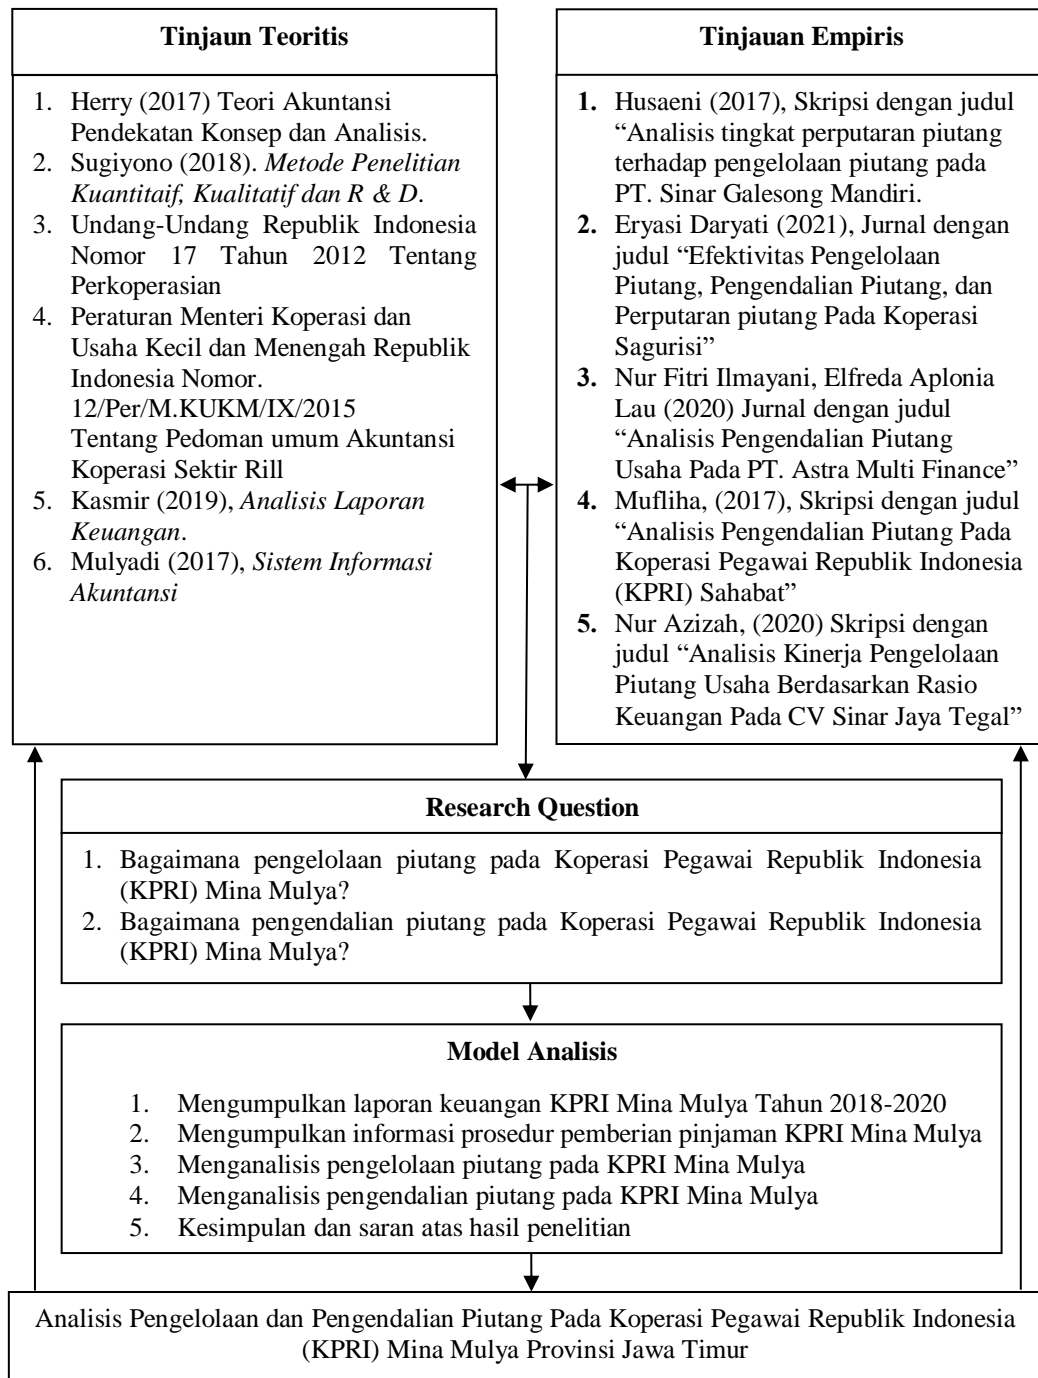 Tinjaun Teoritis
1. Herry (2017) Teori Akuntansi
Pendekatan Konsep dan Analisis.
2. Sugiyono (2018). Metode Penelitian
Kuantitaif, Kualitatif dan R & D.
3. Undang-Undang Republik Indonesia
Nomor 17 Tahun 2012 Tentang
Perkoperasian
4. Peraturan Menteri Koperasi dan
Usaha Kecil dan Menengah Republik
Indonesia Nomor.
12/Per/M.KUKM/IX/2015
Tentang Pedoman umum Akuntansi
Koperasi Sektir Rill
5. Kasmir (2019), Analisis Laporan
Keuangan.
6. Mulyadi (2017), Sistem Informasi
Akuntansi
Tinjauan Empiris
1. Husaeni (2017), Skripsi dengan judul
“Analisis tingkat perputaran piutang
terhadap pengelolaan piutang pada
PT. Sinar Galesong Mandiri.
2. Eryasi Daryati (2021), Jurnal dengan
judul “Efektivitas Pengelolaan
Piutang, Pengendalian Piutang, dan
Perputaran piutang Pada Koperasi
Sagurisi”
3. Nur Fitri Ilmayani, Elfreda Aplonia
Lau (2020) Jurnal dengan judul
“Analisis Pengendalian Piutang
Usaha Pada PT. Astra Multi Finance”
4. Mufliha, (2017), Skripsi dengan judul
“Analisis Pengendalian Piutang Pada
Koperasi Pegawai Republik Indonesia
(KPRI) Sahabat”
5. Nur Azizah, (2020) Skripsi dengan
judul “Analisis Kinerja Pengelolaan
Piutang Usaha Berdasarkan Rasio
Keuangan Pada CV Sinar Jaya Tegal”
Research Question
1. Bagaimana pengelolaan piutang pada Koperasi Pegawai Republik Indonesia
(KPRI) Mina Mulya?
2. Bagaimana pengendalian piutang pada Koperasi Pegawai Republik Indonesia
(KPRI) Mina Mulya?
Model Analisis
1. Mengumpulkan laporan keuangan KPRI Mina Mulya Tahun 2018-2020
2. Mengumpulkan informasi prosedur pemberian pinjaman KPRI Mina Mulya
3. Menganalisis pengelolaan piutang pada KPRI Mina Mulya
4. Menganalisis pengendalian piutang pada KPRI Mina Mulya
5. Kesimpulan dan saran atas hasil penelitian
Analisis Pengelolaan dan Pengendalian Piutang Pada Koperasi Pegawai Republik Indonesia
(KPRI) Mina Mulya Provinsi Jawa Timur